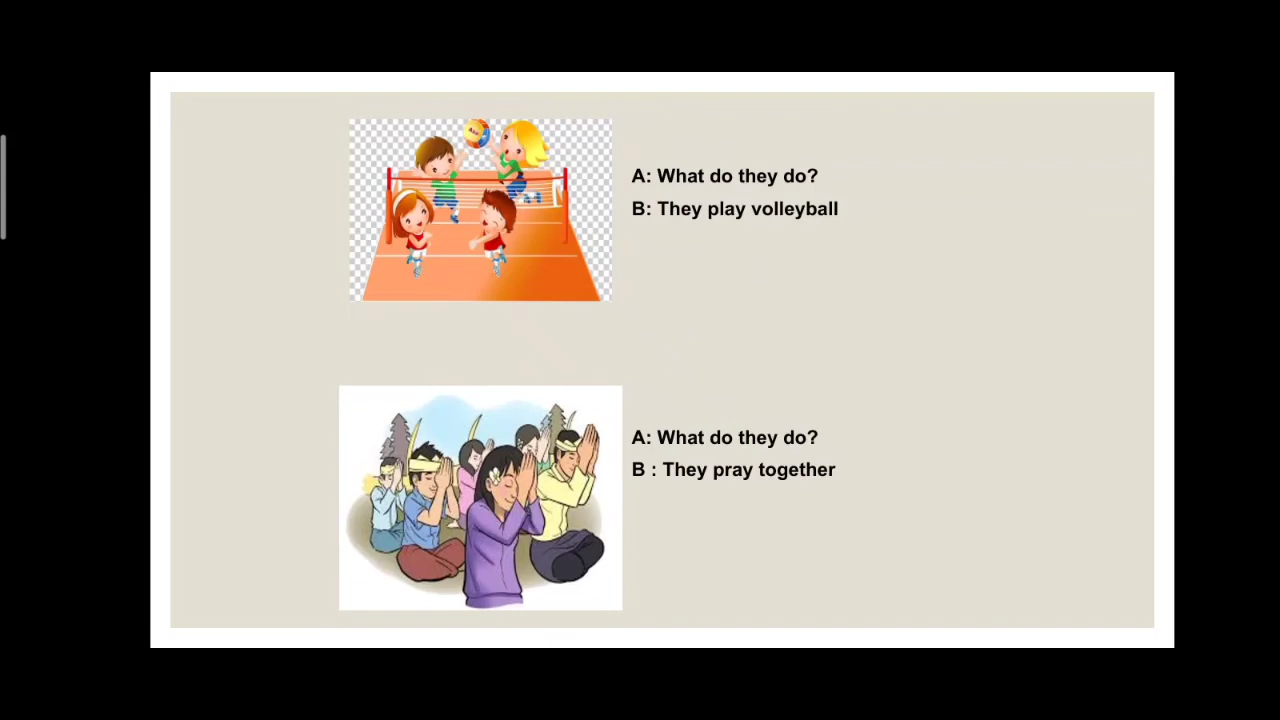 A: What do they do?
B: They play volleyball
A: What do they do?
B : They pray together